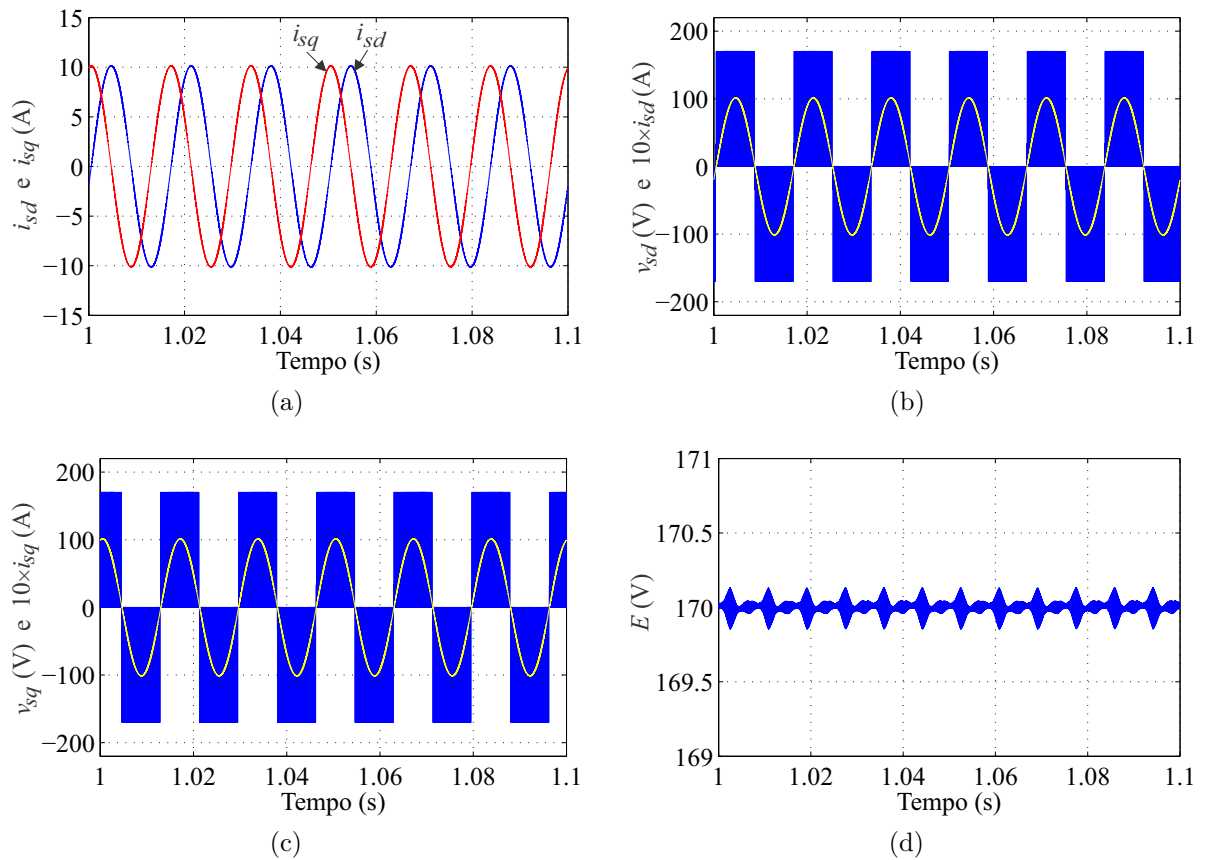 15
10
5
0
−5
−10
−15
i_sd e i_sq (A)
i_sq
i_sd
1 1.02 1.04 1.06 1.08 1.1
Tempo (s)
(a)
200
100
0
−100
−200
v_sd (V) e 10×i_sd (A)
1 1.02 1.04 1.06 1.08 1.1
Tempo (s)
(b)
200
100
0
−100
−200
v_sq (V) e 10×i_sq (A)
1 1.02 1.04 1.06 1.08 1.1
Tempo (s)
(c)
171
170.5
170
169.5
169
E (V)
1 1.02 1.04 1.06 1.08 1.1
Tempo (s)
(d)